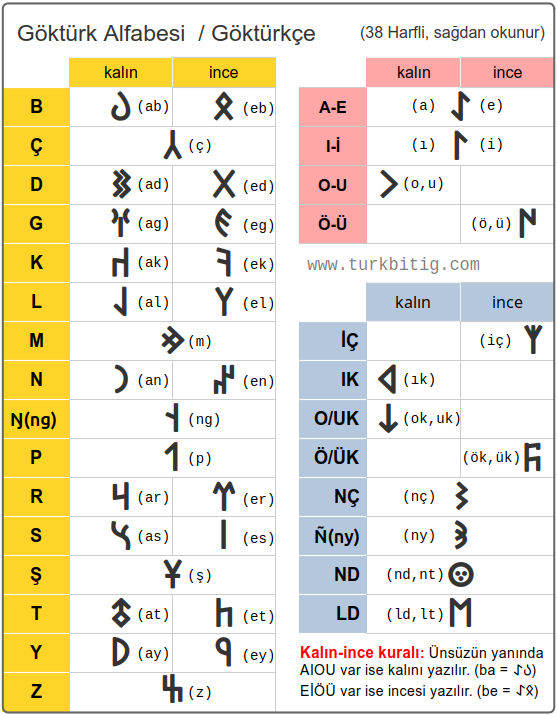 Göktürk Alfabesi / Göktürkçe (38 Harfli, sağdan okunur)
kalın ince
B 𐰉 (ab) 𐰋 (eb)
Ç 𐰲 (ç)
D 𐰑 (ad) 𐰓 (ed)
G 𐰍 (ag) 𐰏 (eg)
K 𐰴 (ak) 𐰚 (ek)
L 𐰞 (al) 𐰠 (el)
M 𐰢 (m)
N 𐰣 (an) 𐰤 (en)
Ŋ(ng) 𐰭 (ng)
P 𐰯 (p)
R 𐰺 (ar) 𐰼 (er)
S 𐰽 (as) 𐰾 (es)
Ş (ş)
T 𐱃 (at) 𐱅 (et)
Y 𐰖 (ay) 𐰘 (ey)
Z 𐰔 (z)
kalın ince
A-E (a) 𐰀 (e)
I-İ (ı) 𐰃 (i)
O-U 𐰆 (o,u)
Ö-Ü (ö,ü) 𐰇
www.turkbitig.com
kalın ince
İÇ (iç) 𐰱
IK 𐰶 (ık)
O/UK 𐰸 (ok,uk)
Ö/ÜK (ök,ük) 𐰜
NÇ (nç) 𐰨
Ñ(ny) (ny) 𐰪
ND (nd,nt) 𐰦
LD (ld,lt) 𐰡
Kalın-ince kuralı: Ünsüzün yanında
AIOU var ise kalını yazılır. (ba = 𐰀𐰉)
EİÖÜ var ise incesi yazılır. (be = 𐰀𐰋)